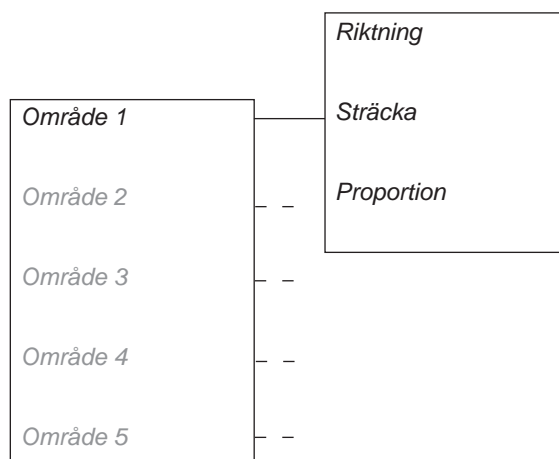 Riktning
Område 1
Sträcka
Område 2
Proportion
Område 3
Område 4
Område 5